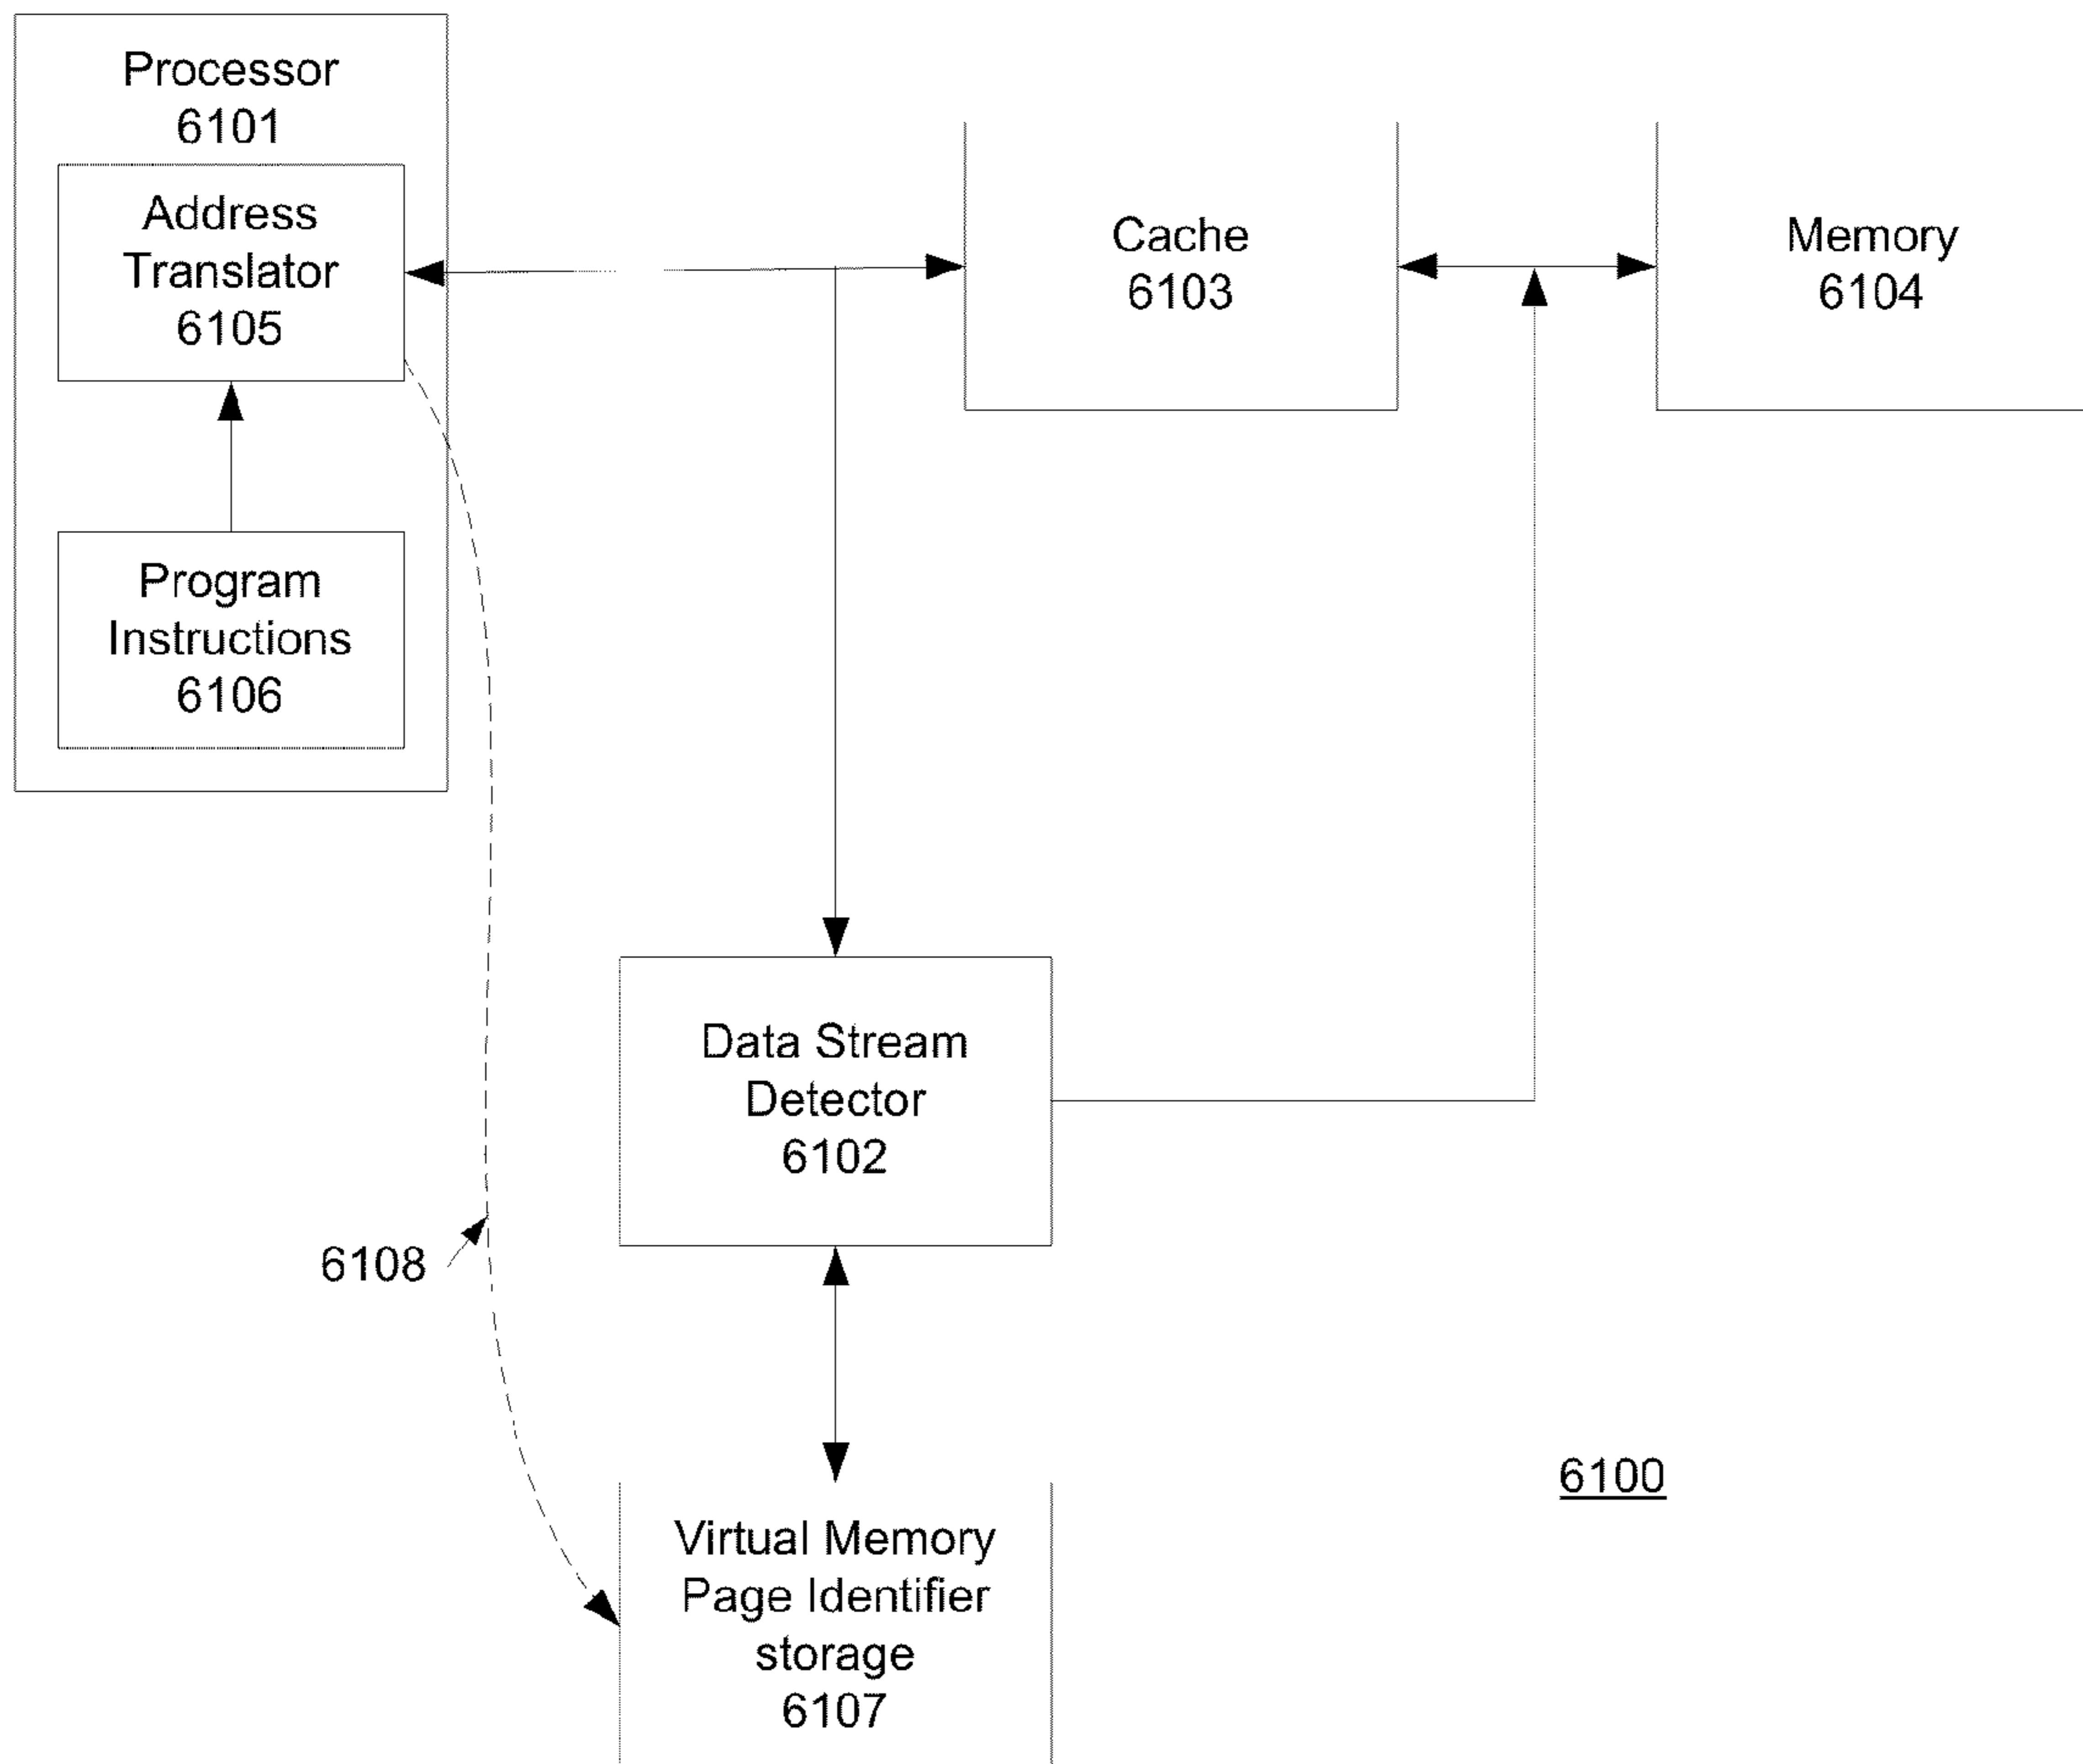 Processor
6101
Address
Translator
6105
Program
Instructions
6106
Cache
6103
Memory
6104
Data Stream
Detector
6102
6108
6100
Virtual Memory
Page Identifier
storage
6107